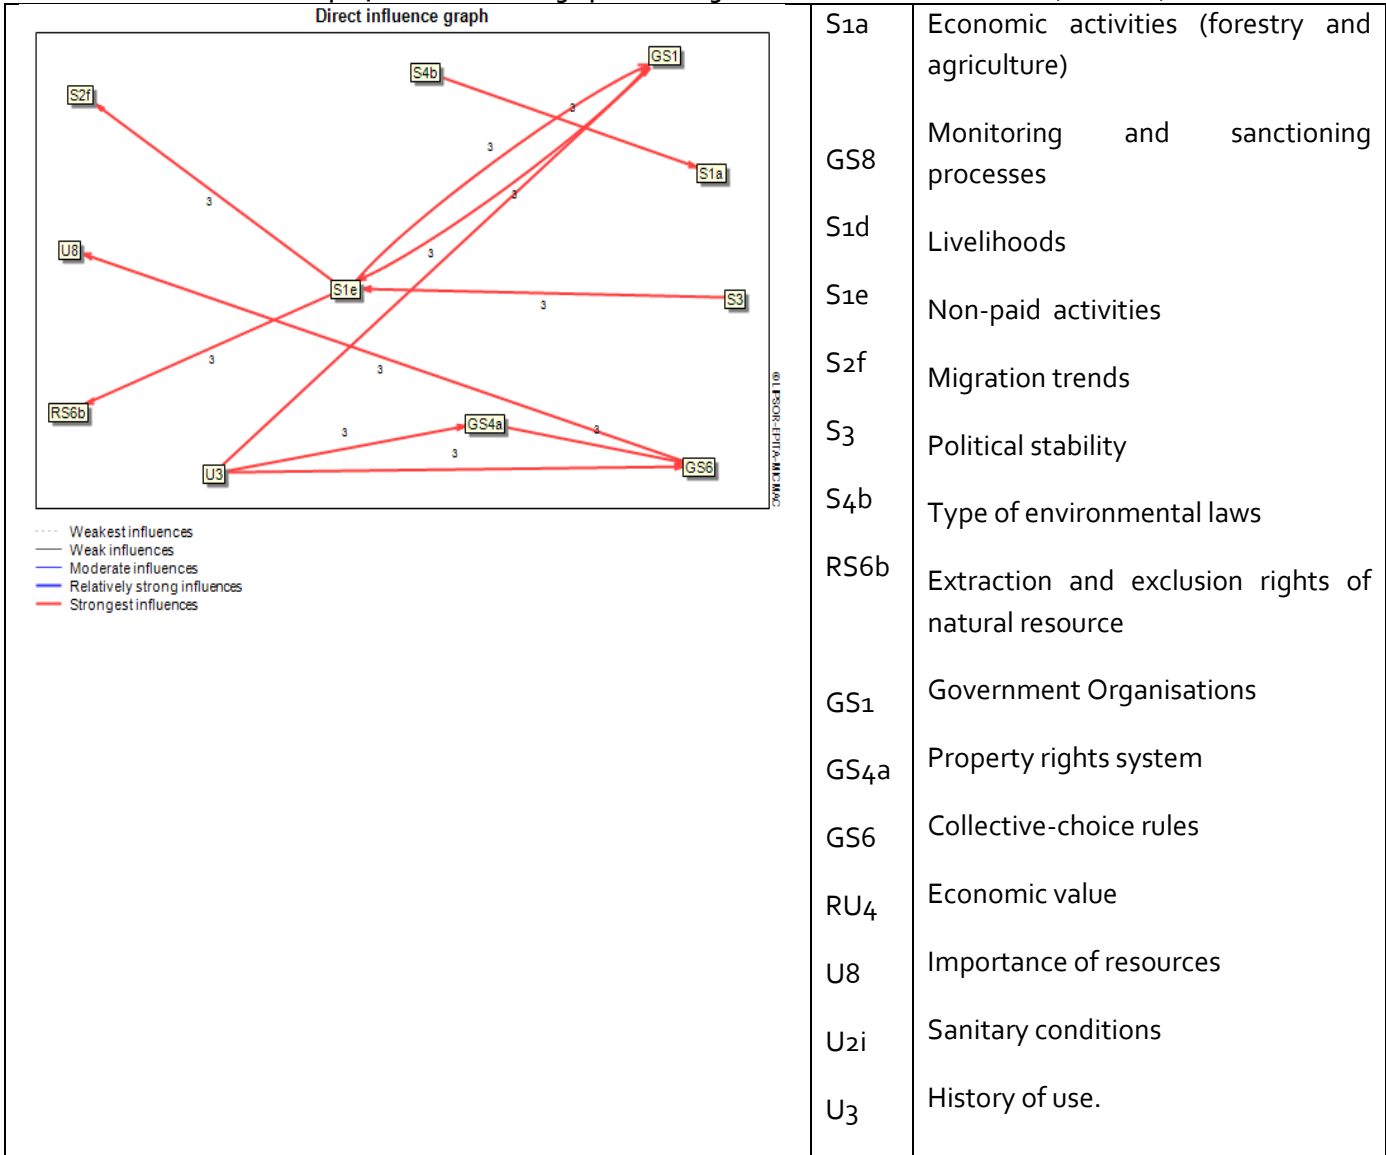 Direct influence graph
GS1
S4b
S2f
3
3
S1a
3
3
U8
3
S1e
S3
3
3
3
RS6b
GS4a
3
3
3
U3
GS6
©LIPSOR-EPITA-MICMAC
Weakest influences
Weak influences
Moderate influences
Relatively strong influences
Strongest influences
S1a Economic activities (forestry and
agriculture)
Monitoring and sanctioning
GS8 processes
S1d Livelihoods
S1e Non-paid activities
S2f Migration trends
S3 Political stability
S4b Type of environmental laws
RS6b Extraction and exclusion rights of
natural resource
GS1 Government Organisations
GS4a Property rights system
GS6 Collective-choice rules
RU4 Economic value
U8 Importance of resources
U2i Sanitary conditions
U3 History of use.